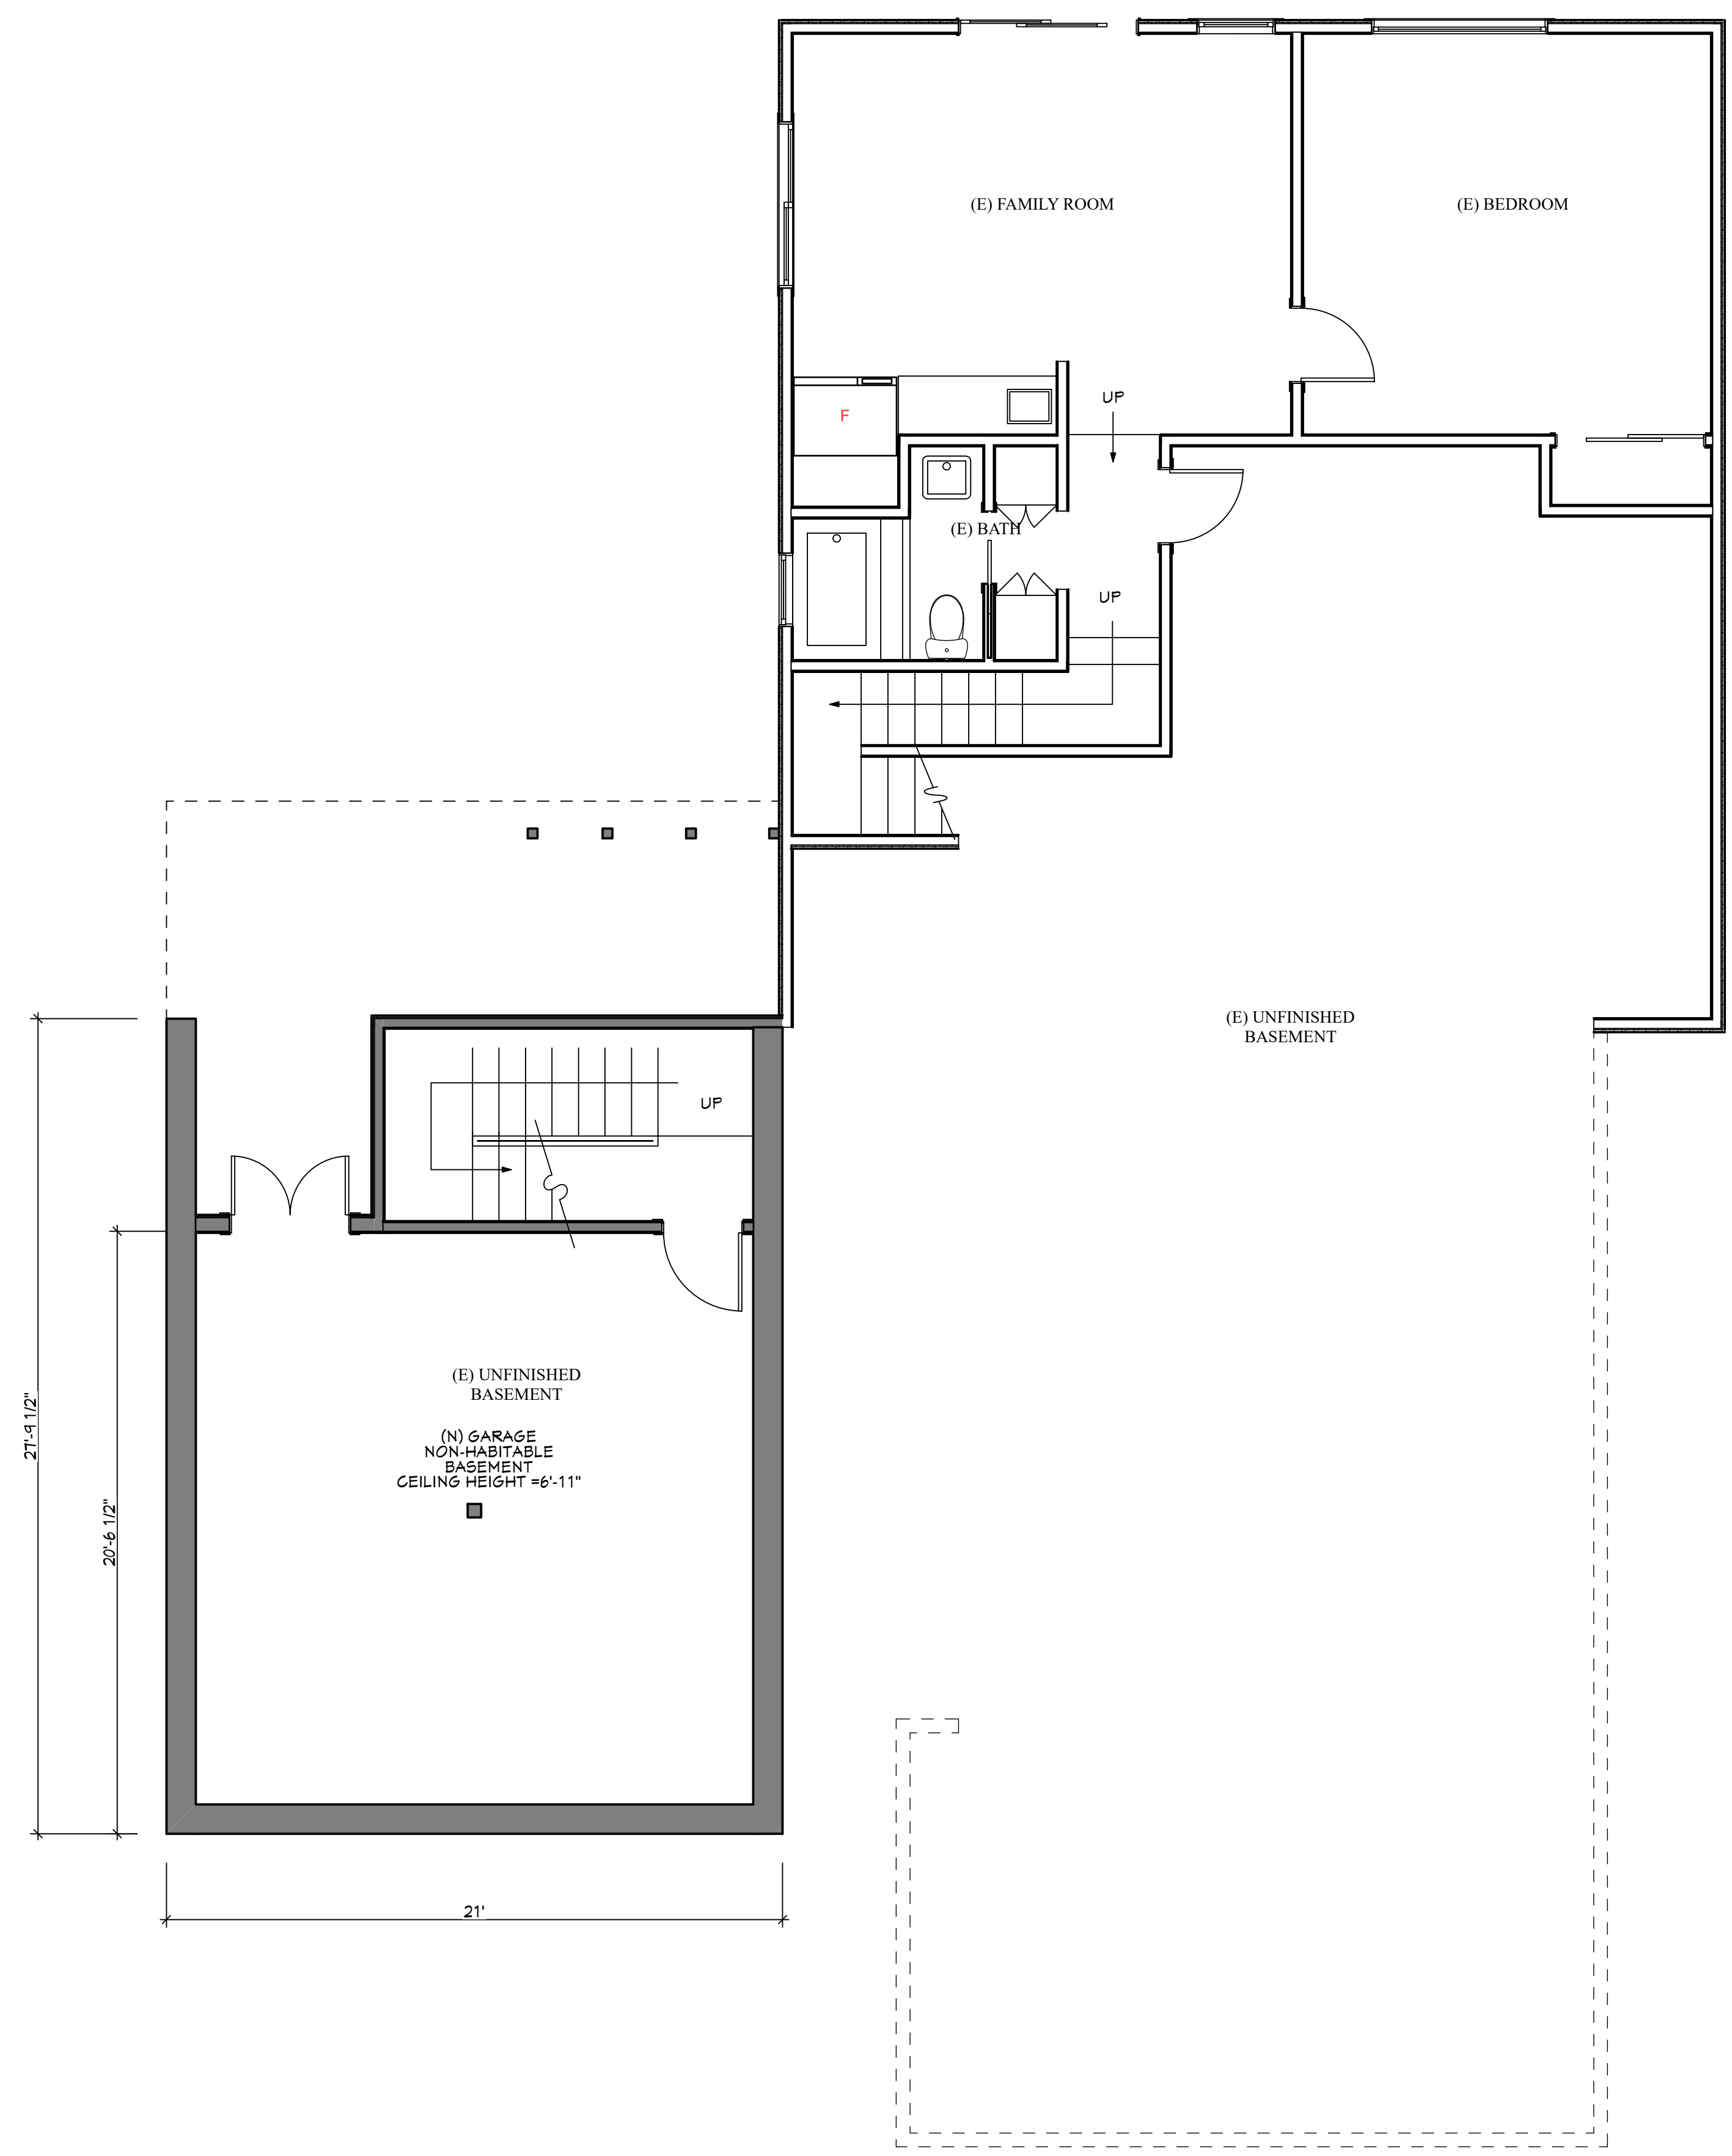 (E) FAMILY ROOM
(E) BEDROOM
UP
F
(E) BATH
UP
(E) UNFINISHED
BASEMENT
UP
(E) UNFINISHED
BASEMENT
(N) GARAGE
NON-HABITABLE
BASEMENT
CEILING HEIGHT =6'-11"
27'-9 1/2"
20'-6 1/2"
21'